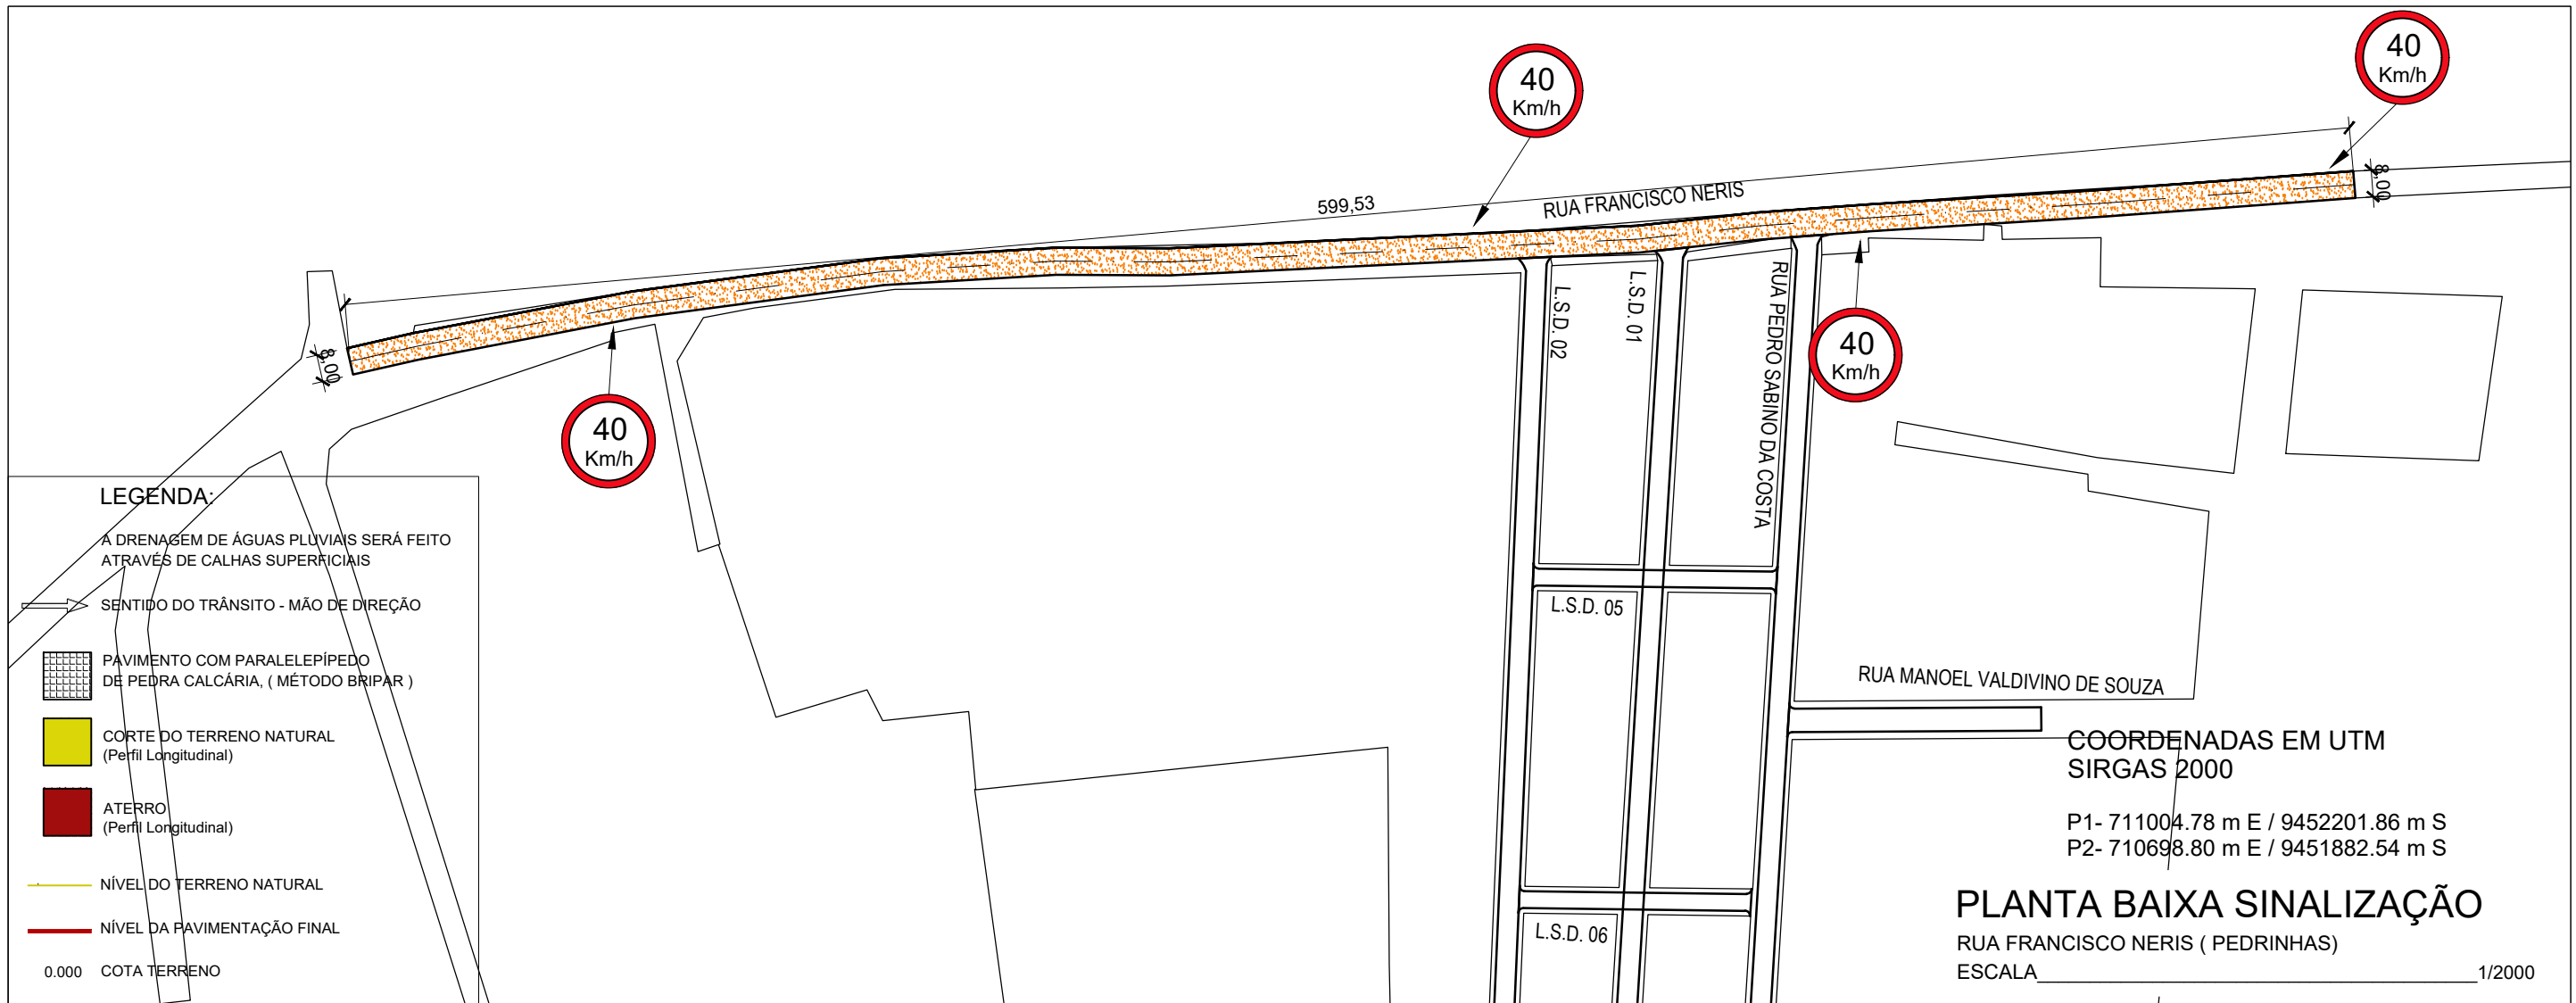 40
Km/h
40
Km/h
599,53
RUA FRANCISCO NERIS
8,00
8,00
40
Km/h
40
Km/h
L.S.D. 02
L.S.D. 01
RUA PEDRO SABINO DA COSTA
L.S.D. 05
RUA MANOEL VALDIVINO DE SOUZA
L.S.D. 06
LEGENDA:
A DRENAGEM DE ÁGUAS PLUVIAIS SERÁ FEITO
ATRAVÉS DE CALHAS SUPERFICIAIS
SENTIDO DO TRÂNSITO - MÃO DE DIREÇÃO
PAVIMENTO COM PARALELEPÍPEDO
DE PEDRA CALCÁRIA, ( MÉTODO BRIPAR )
CORTE DO TERRENO NATURAL
(Perfil Longitudinal)
ATERRO
(Perfil Longitudinal)
NÍVEL DO TERRENO NATURAL
NÍVEL DA PAVIMENTAÇÃO FINAL
0.000 COTA TERRENO
COORDENADAS EM UTM
SIRGAS 2000
P1- 711004.78 m E / 9452201.86 m S
P2- 710698.80 m E / 9451882.54 m S
PLANTA BAIXA SINALIZAÇÃO
RUA FRANCISCO NERIS ( PEDRINHAS)
ESCALA 1/2000